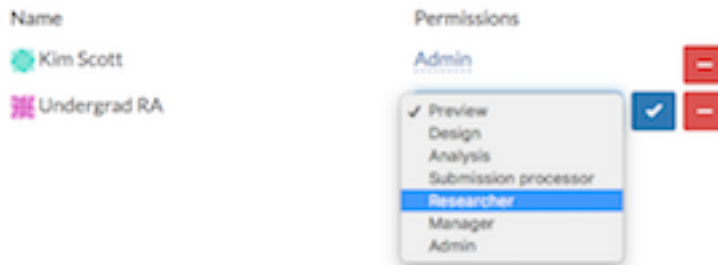 Name Permissions
Kim Scott Admin
Undergrad RA
Preview
Design
Analysis
Submission processor
Researcher
Manager
Admin